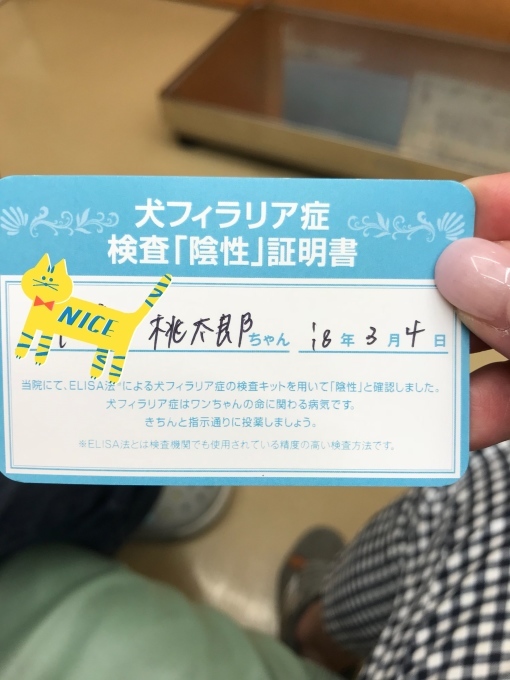 犬フィラリア症
検査「陰性」証明書
NICE
桃太郎ちゃん 18年3月4日
当院にて、ELISA法※による犬フィラリア症の検査キットを用いて「陰性」と確認しました。
犬フィラリア症はワンちゃんの命に関わる病気です。
きちんと指示通りに投薬しましょう。
※ELISA法とは検査機関でも使用されている精度の高い検査方法です。